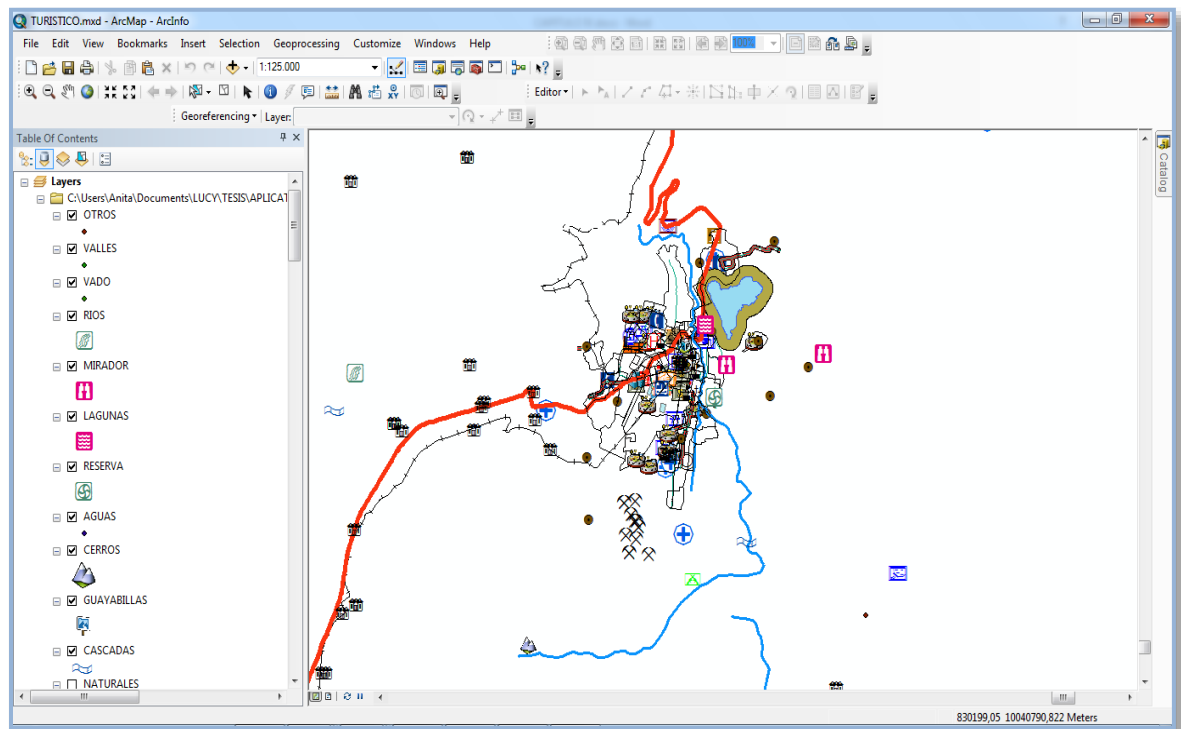 TURISTICO.mxd - ArcMap - ArcInfo
File Edit View Bookmarks Insert Selection Geoprocessing Customize Windows Help
100%
1:125.000
Editor
Georeferencing Layer:
Table Of Contents
Layers
C:\Users\Anita\Documents\LUCY\TESIS\APLICAT
OTROS
VALLES
VADO
RIOS
MIRADOR
LAGUNAS
RESERVA
AGUAS
CERROS
GUAYABILLAS
CASCADAS
NATURALES
Catalog
830199,05 10040790,822 Meters